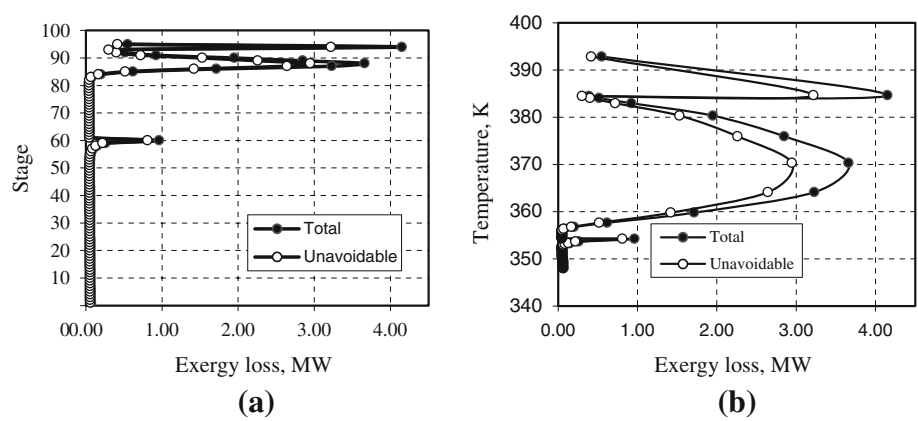 100
90
80
70
60
50
40
30
20
10
00.00 1.00 2.00 3.00 4.00
Stage
Exergy loss, MW
Total
Unavoidable
(a)
400
390
380
370
360
350
340
0.00 1.00 2.00 3.00 4.00
Temperature, K
Exergy loss, MW
Total
Unavoidable
(b)